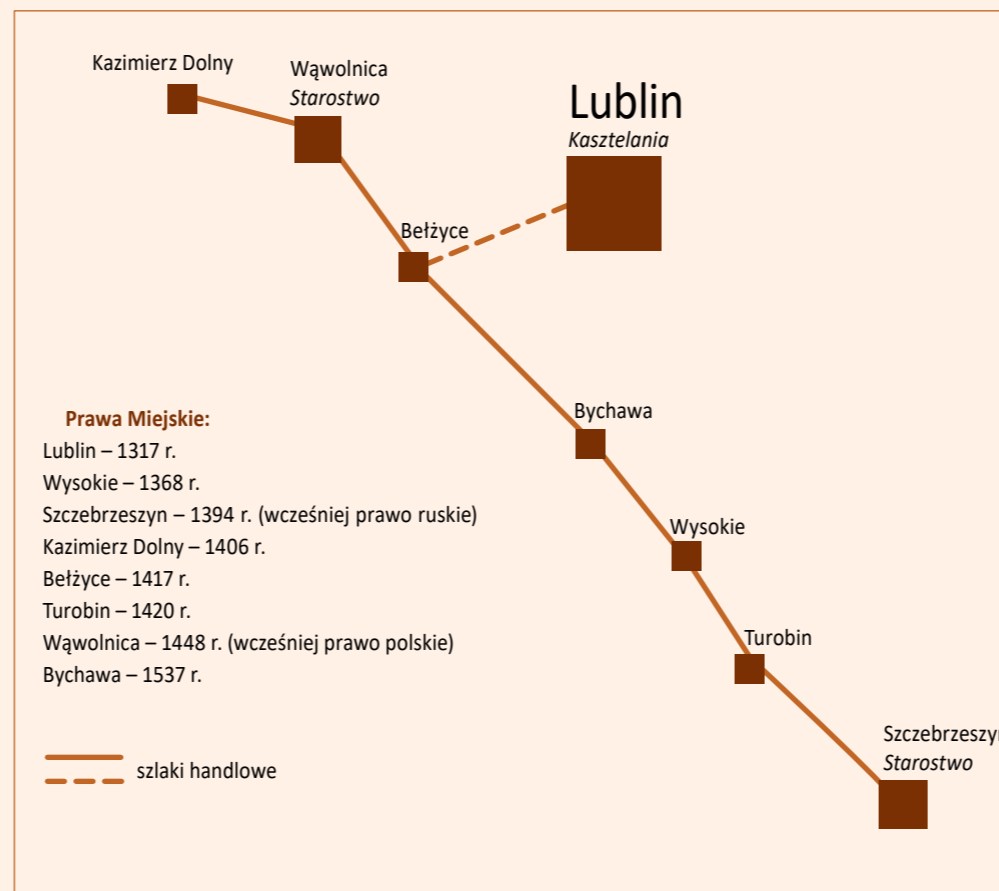 Kazimierz Dolny
Wąwolnica
Starostwo
Lublin
Kasztelania
Bełżyce
Bychawa
Prawa Miejskie:
Lublin – 1317 r.
Wysokie – 1368 r.
Szczebrzeszyn – 1394 r. (wcześniej prawo ruskie)
Kazimierz Dolny – 1406 r.
Bełżyce – 1417 r.
Turobin – 1420 r.
Wąwolnica – 1448 r. (wcześniej prawo polskie)
Bychawa – 1537 r.
Wysokie
Turobin
Szczebrzeszyn
Starostwo
szlaki handlowe